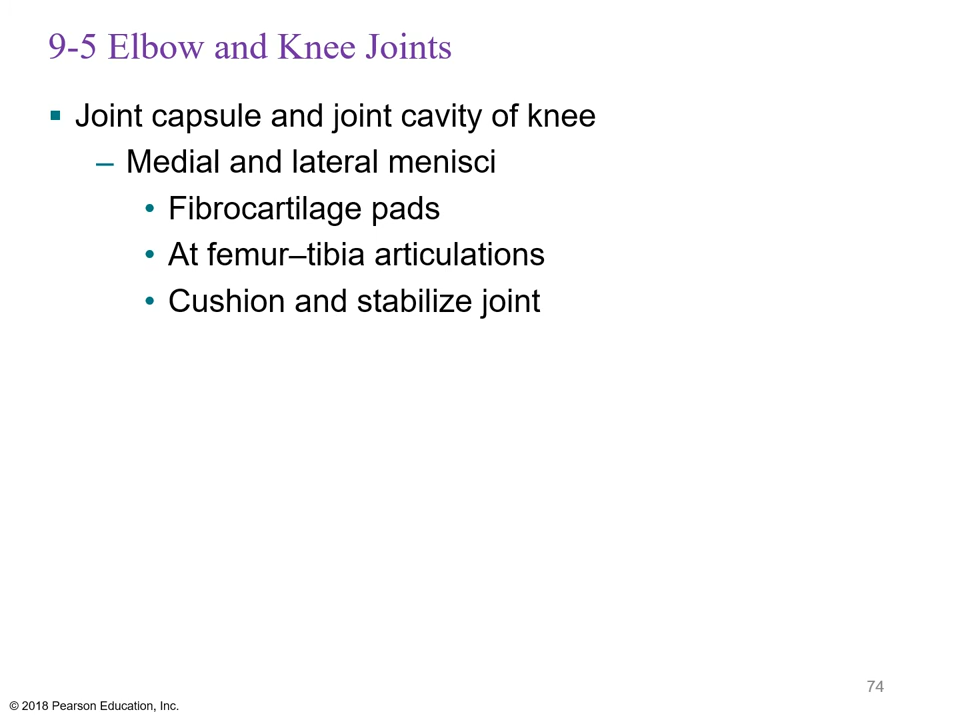 9-5 Elbow and Knee Joints
▪ Joint capsule and joint cavity of knee
– Medial and lateral menisci
• Fibrocartilage pads
• At femur–tibia articulations
• Cushion and stabilize joint
74
© 2018 Pearson Education, Inc.